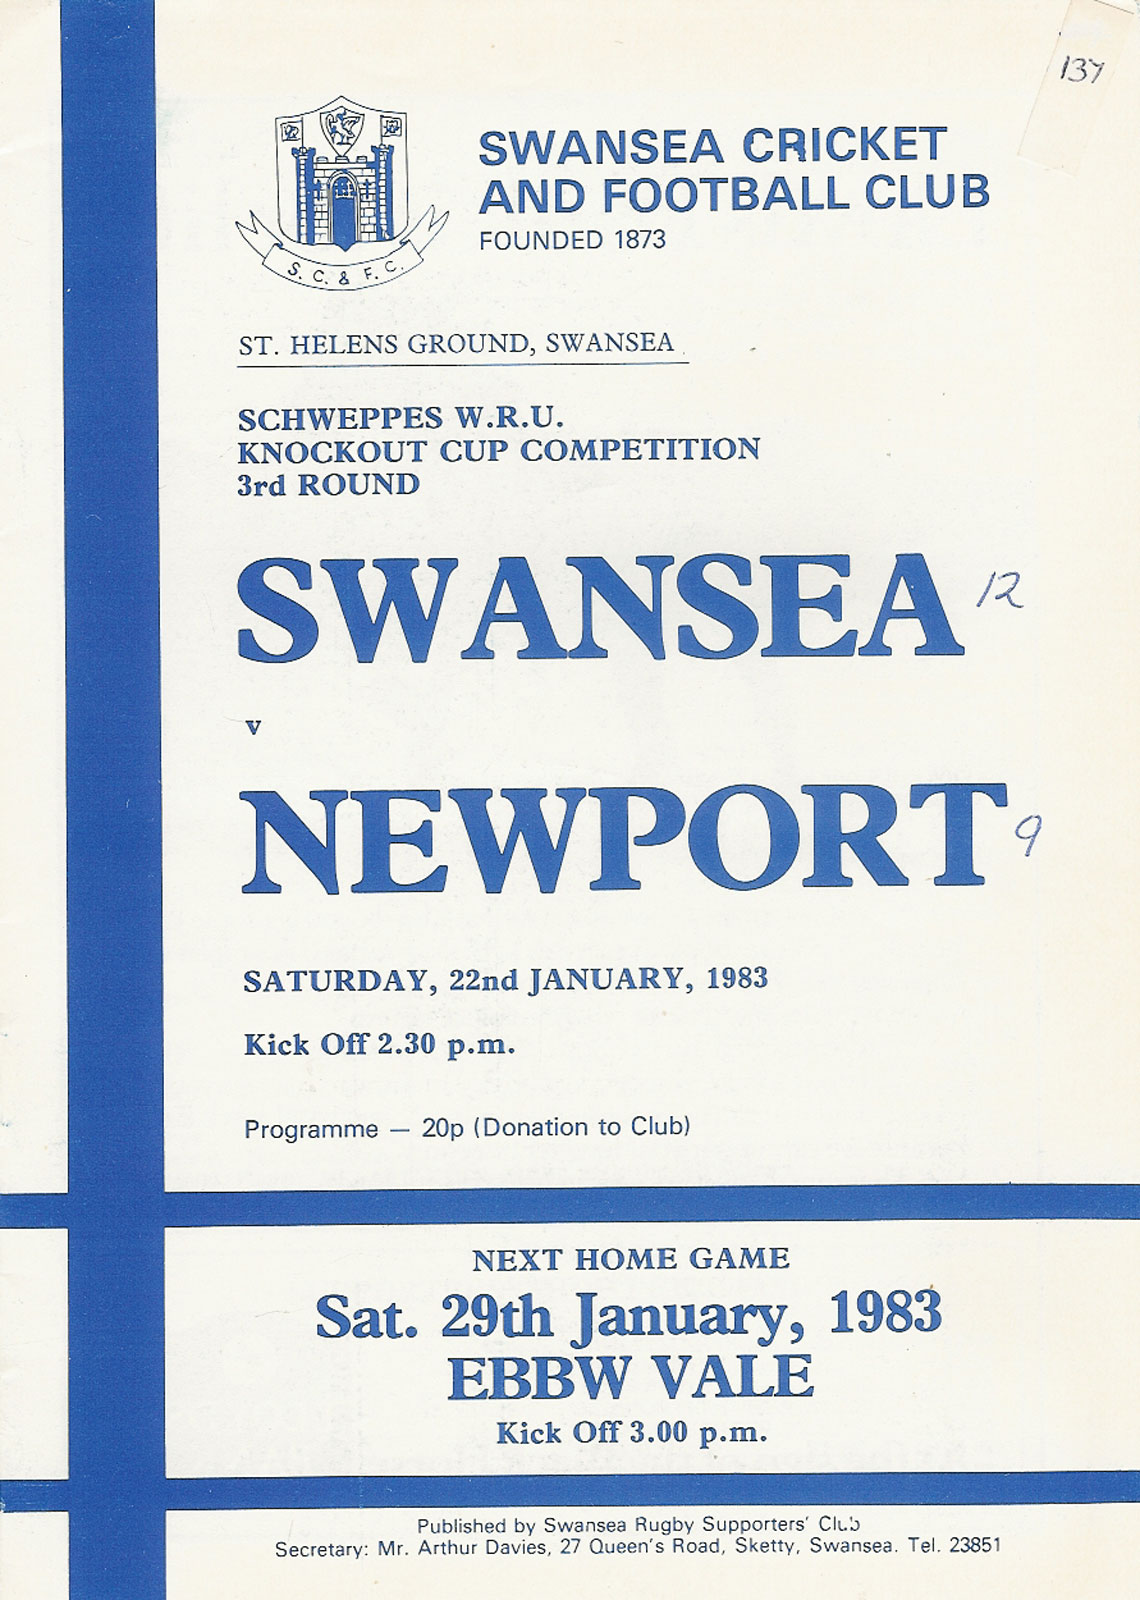 137
SWANSEA CRICKET
AND FOOTBALL CLUB
FOUNDED 1873
S. C. & F. C.
ST. HELENS GROUND, SWANSEA
SCHWEPPES W.R.U.
KNOCKOUT CUP COMPETITION
3rd ROUND
SWANSEA 12
v
NEWPORT 9
SATURDAY, 22nd JANUARY, 1983
Kick Off 2.30 p.m.
Programme — 20p (Donation to Club)
NEXT HOME GAME
Sat. 29th January, 1983
EBBW VALE
Kick Off 3.00 p.m.
Published by Swansea Rugby Supporters' Club
Secretary: Mr. Arthur Davies, 27 Queen's Road, Sketty, Swansea. Tel. 23851